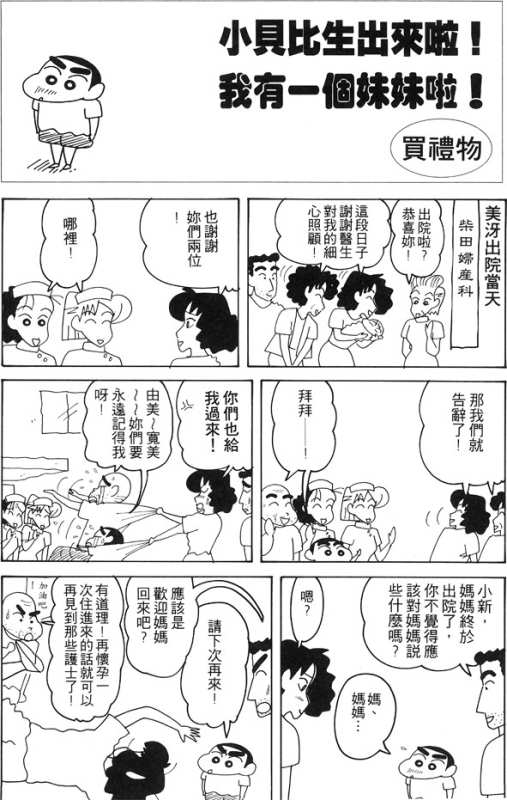 小貝比生出來啦！
我有一個妹妹啦！
買禮物
美冴出院當天
柴田婦産科
出院啦？
恭喜妳！
這段日子
謝謝醫生
對我的細
心照顧！
也謝謝
妳們兩位
！
哪裡！
那我們就
告辭了！
拜拜
……！
你們也給
我過來！
由美～寬美
～～妳們要
永遠記得我
呀！
小新，
媽媽終於
出院了，
你不覺得應
該對媽媽説
些什麼嗎？
嗯？
媽、
媽媽…
請下次再來！
應該是
歡迎媽媽
回來吧？
有道理！再懷孕一
次住進來的話就可以
再見到那些護士了！
加油吧！